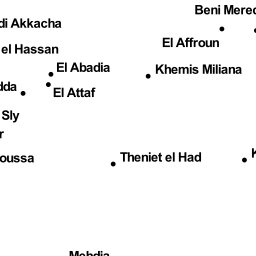 Beni Mered
di Akkacha
El Affroun
el Hassan
El Abadia
Khemis Miliana
dda
El Attaf
Sly
r
oussa
Theniet el Had
K
Mehdia